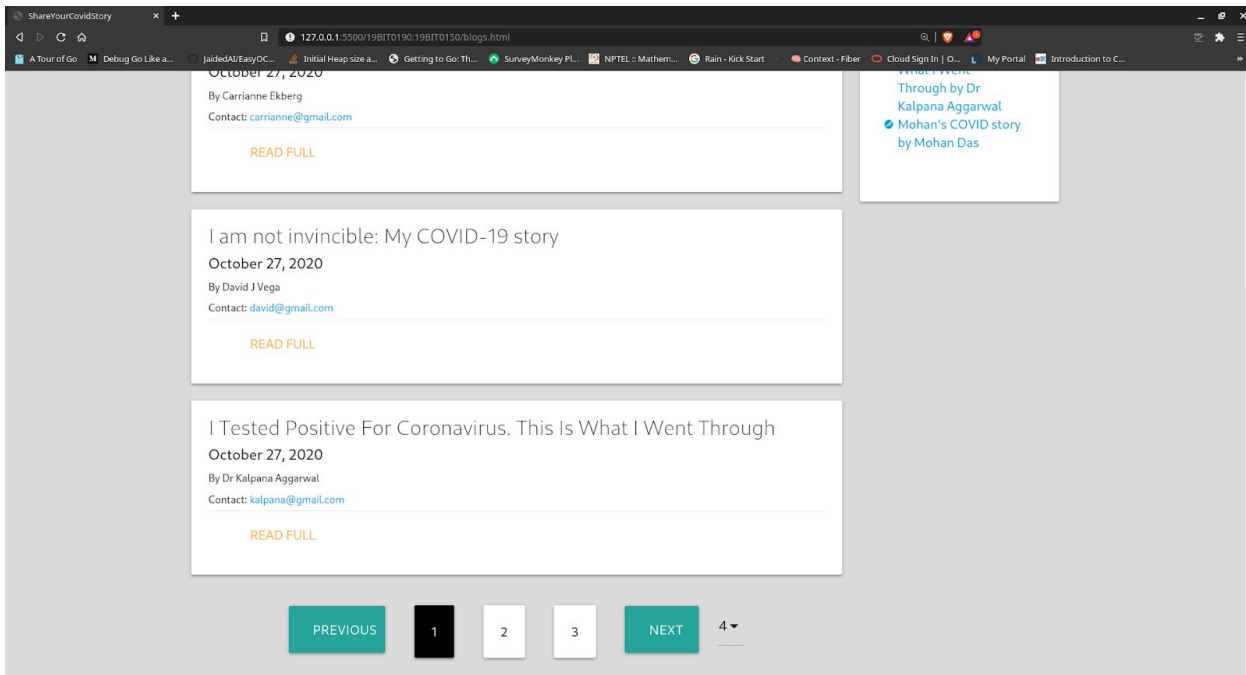 ShareYourCovidStory × +
127.0.0.1:5500/19BIT0190:19BIT0150/blogs.html
A Tour of Go M Debug Go Like a... JaidedAI/EasyOC... Initial Heap size a... Getting to Go: Th... SurveyMonkey Pl... NPTEL :: Mathem... Rain - Kick Start Context - Fiber Cloud Sign In | O... My Portal Introduction to C... »
October 27, 2020
By Carrianne Ekberg
Contact: carrianne@gmail.com
READ FULL
I am not invincible: My COVID-19 story
October 27, 2020
By David J Vega
Contact: david@gmail.com
READ FULL
I Tested Positive For Coronavirus. This Is What I Went Through
October 27, 2020
By Dr Kalpana Aggarwal
Contact: kalpana@gmail.com
READ FULL
PREVIOUS 1 2 3 NEXT 4
What I Went
Through by Dr
Kalpana Aggarwal
Mohan's COVID story
by Mohan Das